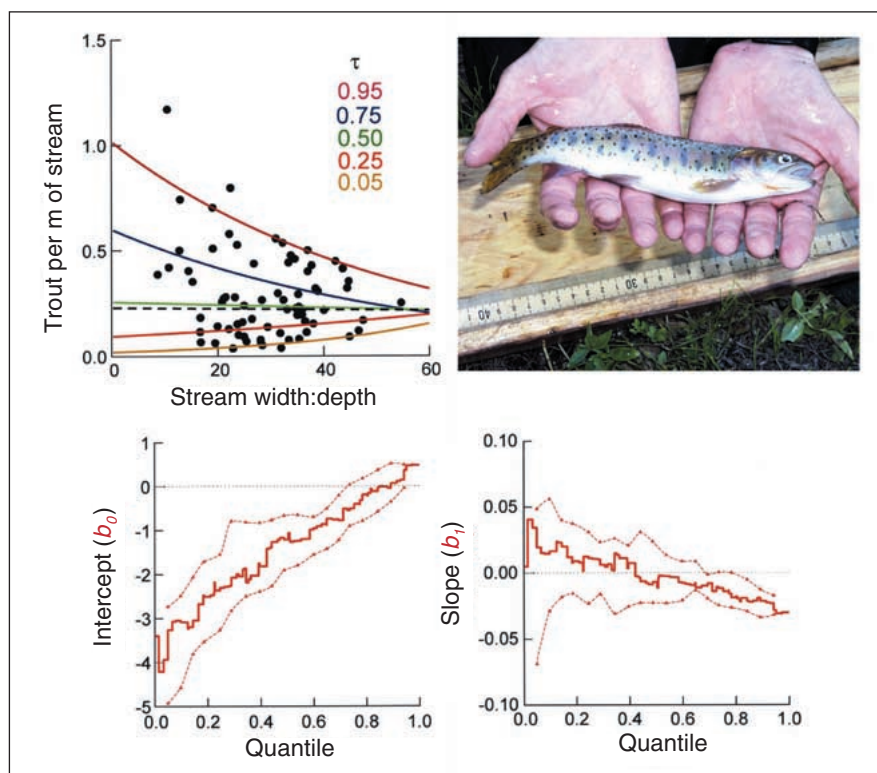 1.5
1.0
0.5
0.0
0 20 40 60
Trout per m of stream
Stream width:depth
τ
0.95
0.75
0.50
0.25
0.05
40
30
1
0
-1
-2
-3
-4
-5
0.0 0.2 0.4 0.6 0.8 1.0
Intercept (b₀)
Quantile
0.10
0.05
0.00
-0.05
-0.10
0.0 0.2 0.4 0.6 0.8 1.0
Slope (b₁)
Quantile